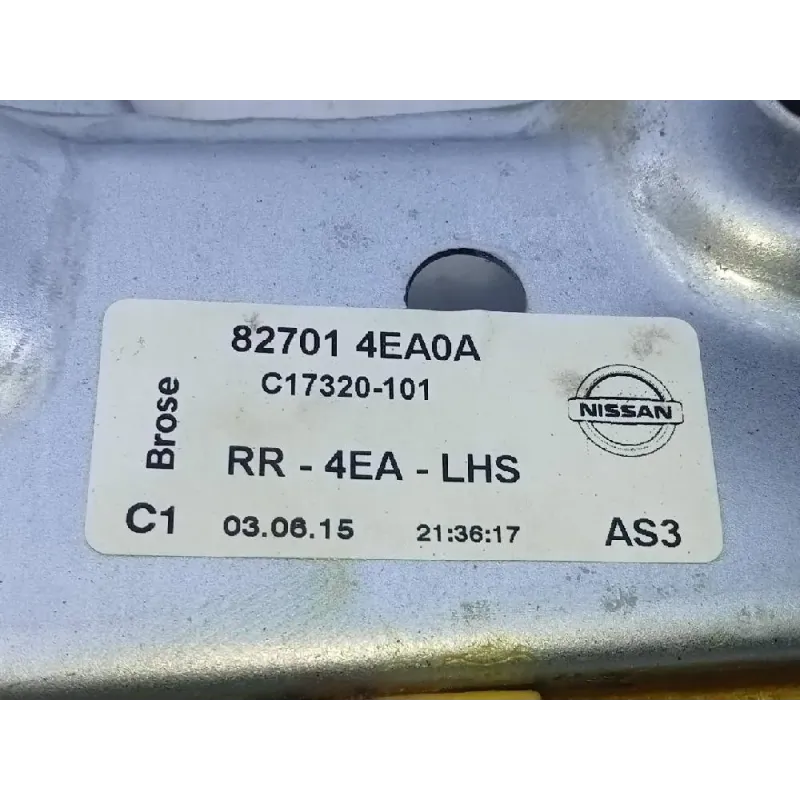 82701 4EA0A
C17320-101
Brose
NISSAN
RR - 4EA - LHS
C1 03.06.15 21:36:17 AS3